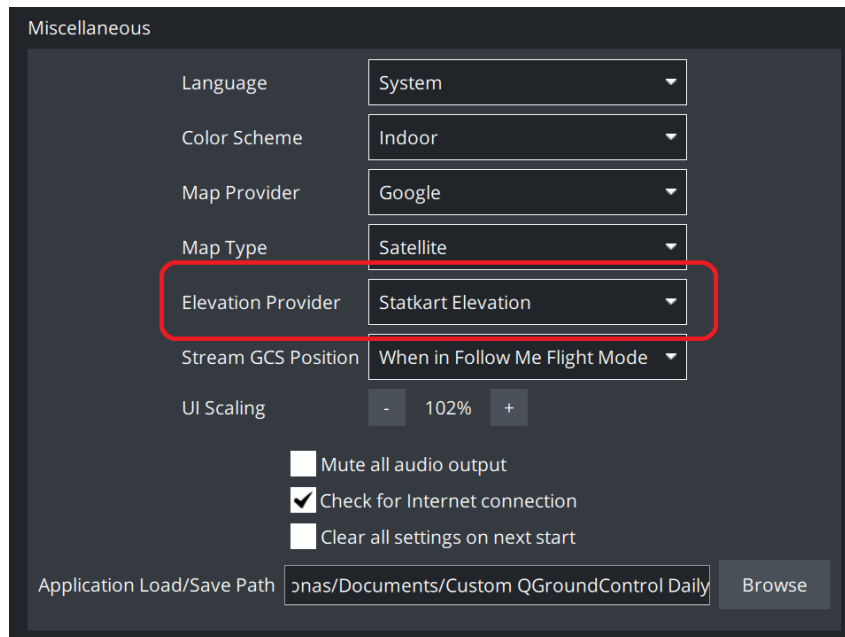 Miscellaneous
Language System
Color Scheme Indoor
Map Provider Google
Map Type Satellite
Elevation Provider Statkart Elevation
Stream GCS Position When in Follow Me Flight Mode
UI Scaling - 102% +
Mute all audio output
Check for Internet connection
Clear all settings on next start
Application Load/Save Path onas/Documents/Custom QGroundControl Daily Browse